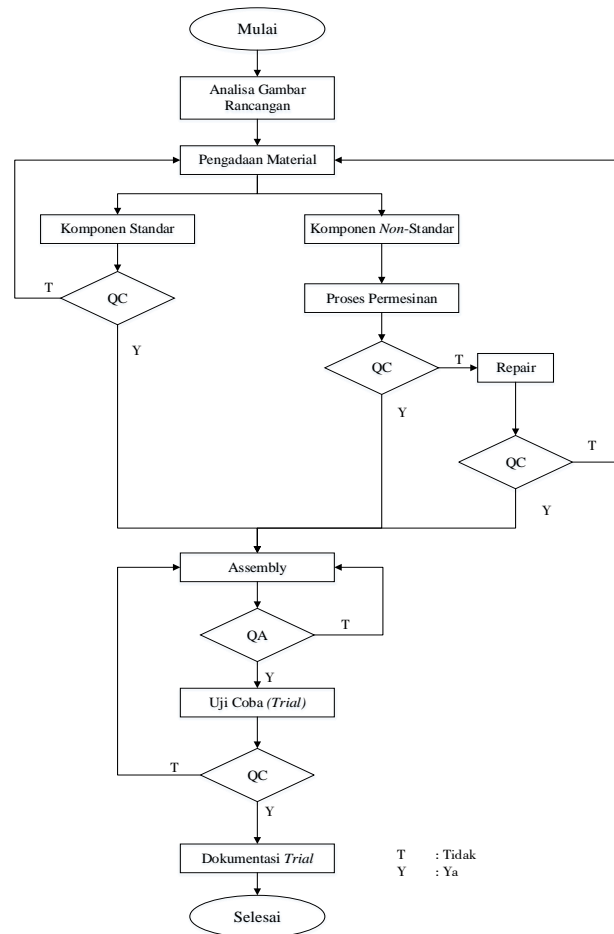 Mulai
Analisa Gambar
Rancangan
Pengadaan Material
Komponen Standar
Komponen Non-Standar
T
QC
Proses Permesinan
Y
QC
T
Repair
Y
QC
T
Y
Assembly
QA
T
Y
Uji Coba (Trial)
T
QC
Y
Dokumentasi Trial
T : Tidak
Y : Ya
Selesai